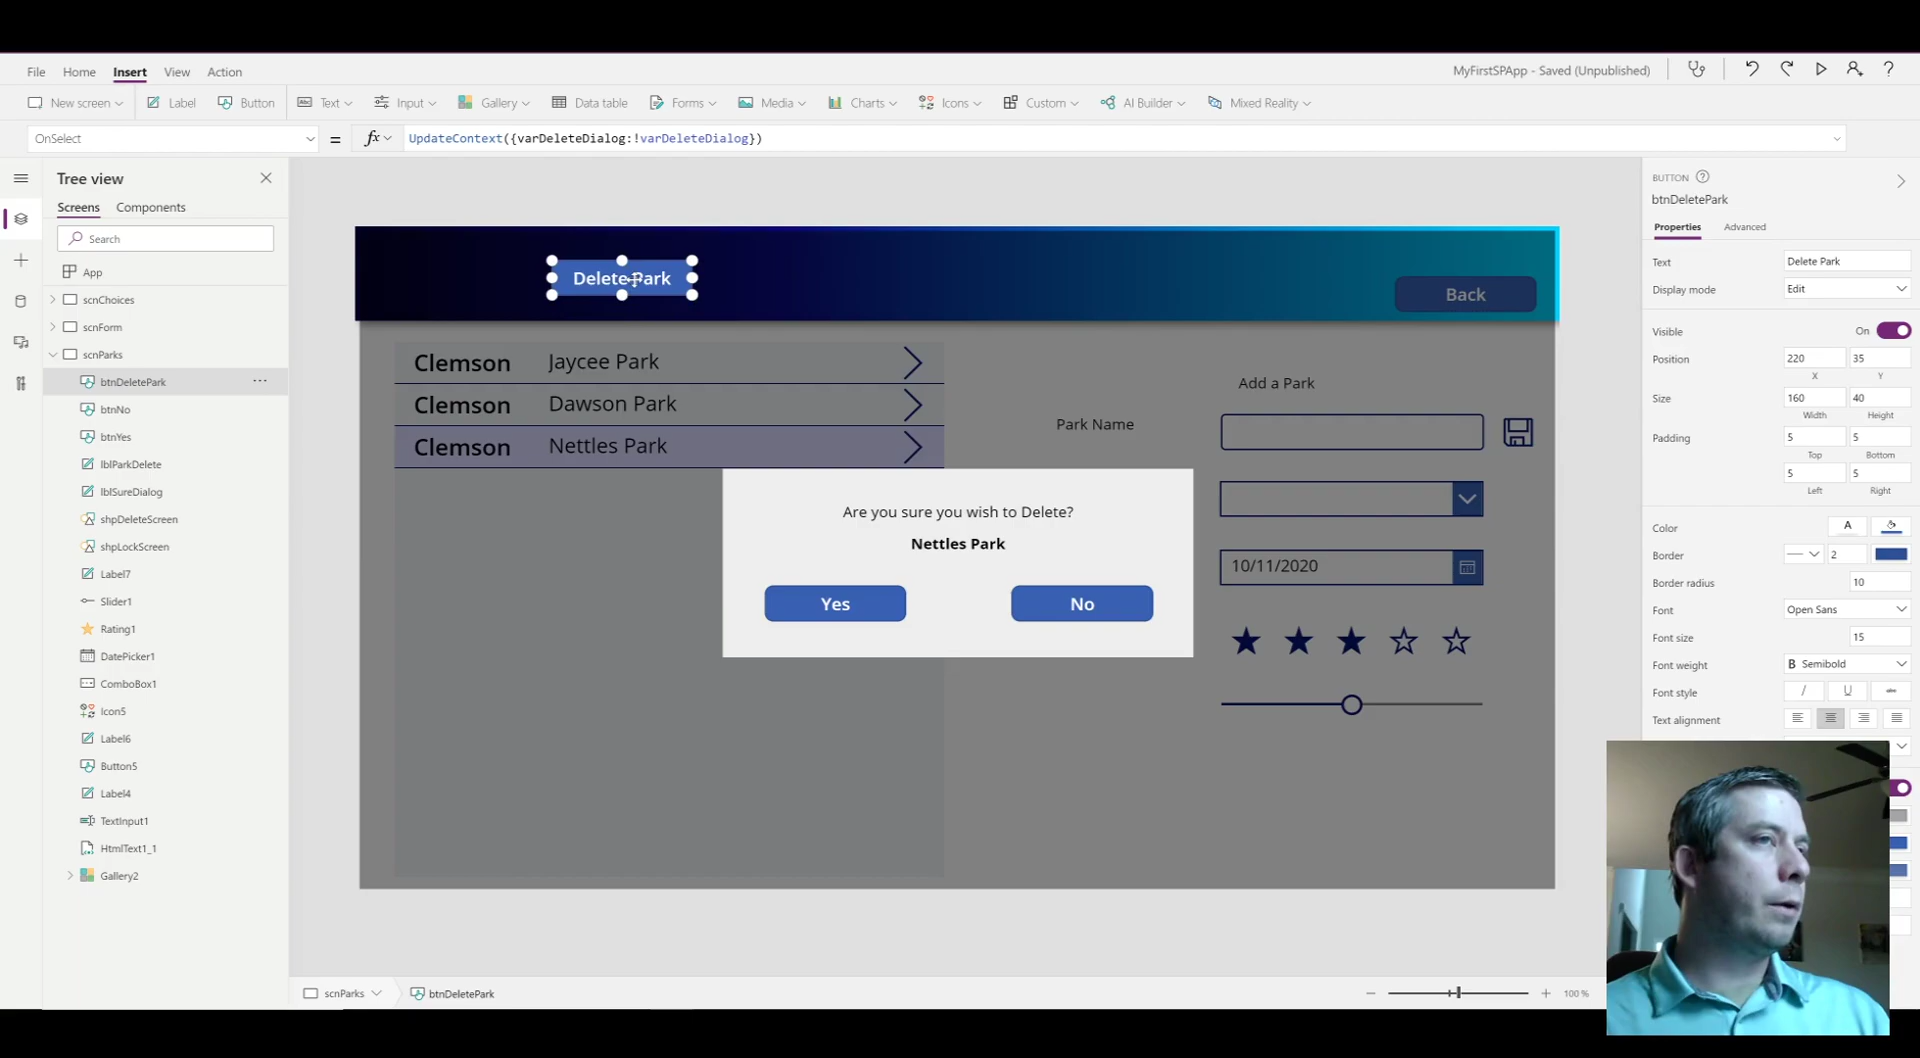 File Home Insert View Action MyFirstSPApp - Saved (Unpublished) ?
New screen Label Button Text Input Gallery Data table Forms Media Charts Icons Custom AI Builder Mixed Reality
OnSelect = fx UpdateContext({varDeleteDialog:!varDeleteDialog})
Tree view
Screens Components
Search
App
scnChoices
scnForm
scnParks
btnDeletePark ...
btnNo
btnYes
lblParkDelete
lblSureDialog
shpDeleteScreen
shpLockScreen
Label7
Slider1
Rating1
DatePicker1
ComboBox1
Icon5
Label6
Button5
Label4
TextInput1
HtmlText1_1
Gallery2
Delete Park
Back
Clemson Jaycee Park
Clemson Dawson Park
Clemson Nettles Park
Add a Park
Park Name
10/11/2020
Are you sure you wish to Delete?
Nettles Park
Yes No
scnParks btnDeletePark 100 %
BUTTON ?
btnDeletePark
Properties Advanced
Text Delete Park
Display mode Edit
Visible On
Position 220 35
X Y
Size 160 40
Width Height
Padding 5 5
Top Bottom
5 5
Left Right
Color A
Border 2
Border radius 10
Font Open Sans
Font size 15
Font weight B Semibold
Font style / U abc
Text alignment